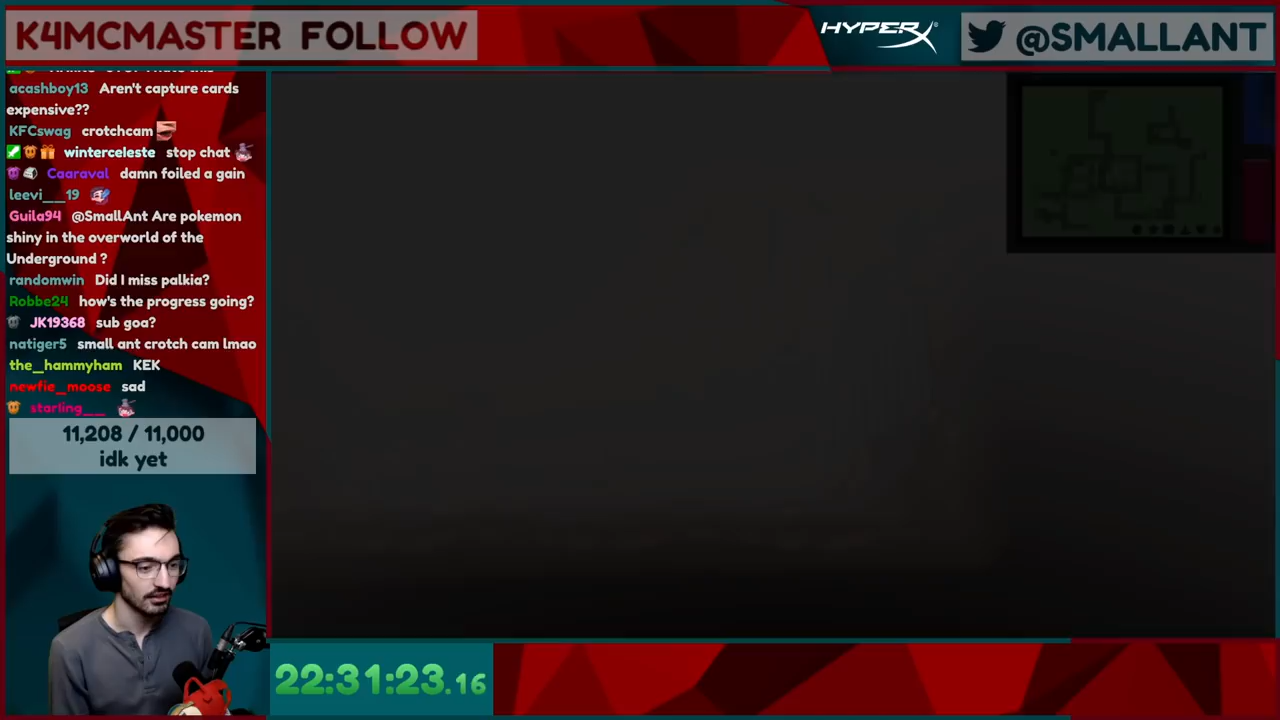 K4MCMASTER FOLLOW
HYPERX
@SMALLANT
acashboy13 Aren't capture cards
expensive??
KFCswag crotchcam
winterceleste stop chat
Caaraval damn foiled a gain
leevi__19
Guila94 @SmallAnt Are pokemon
shiny in the overworld of the
Underground ?
randomwin Did I miss palkia?
Robbe24 how's the progress going?
JK19368 sub goa?
natiger5 small ant crotch cam lmao
the_hammyham KEK
newfie_moose sad
starling__
11,208 / 11,000
idk yet
22:31:23.16